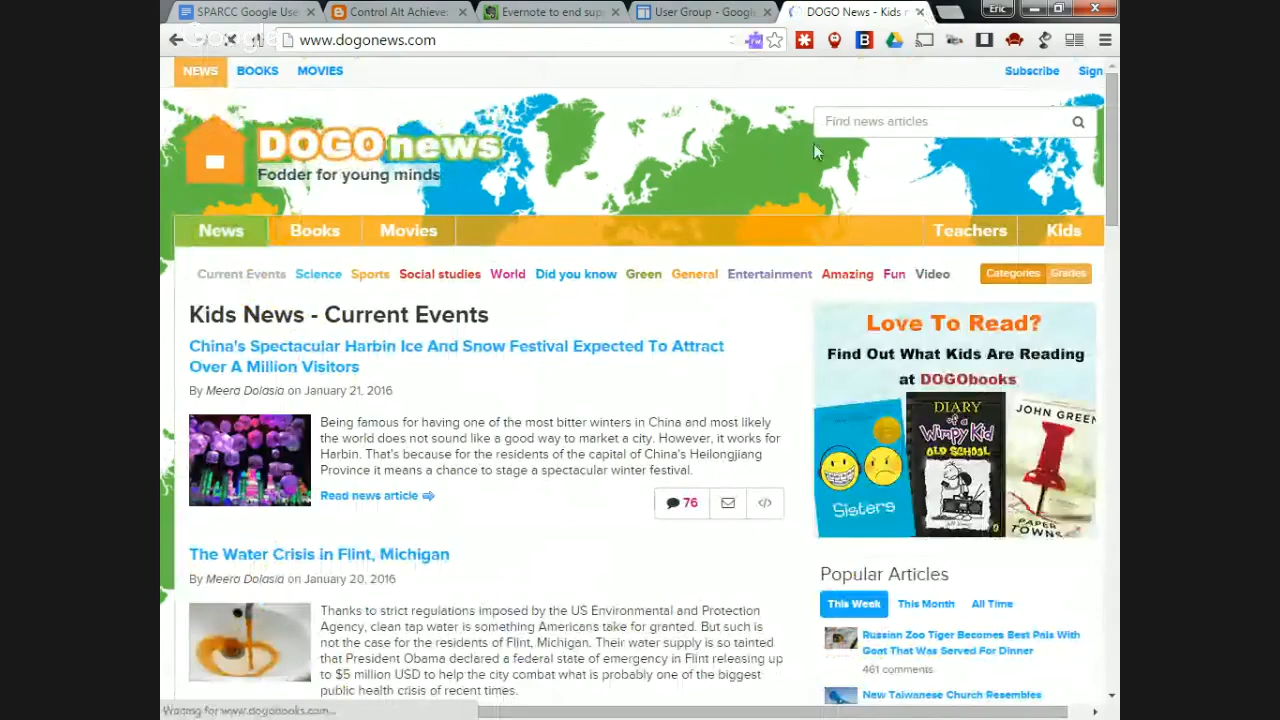 SPARCC Google Use
Control Alt Achieve:
Evernote to end sup
User Group - Google
DOGO News - Kids n
Eric
Google
www.dogonews.com
NEWS BOOKS MOVIES
Subscribe Sign
Find news articles
DOGOnews
Fodder for young minds
News Books Movies Teachers Kids
Current Events Science Sports Social studies World Did you know Green General Entertainment Amazing Fun Video Categories Grades
Kids News - Current Events
China's Spectacular Harbin Ice And Snow Festival Expected To Attract
Over A Million Visitors
By Meera Dolasia on January 21, 2016
Being famous for having one of the most bitter winters in China and most likely
the world does not sound like a good way to market a city. However, it works for
Harbin. That's because for the residents of the capital of China's Heilongjiang
Province it means a chance to stage a spectacular winter festival.
Read news article
76
The Water Crisis in Flint, Michigan
By Meera Dolasia on January 20, 2016
Thanks to strict regulations imposed by the US Environmental and Protection
Agency, clean tap water is something Americans take for granted. But such is
not the case for the residents of Flint, Michigan. Their water supply is so tainted
that President Obama declared a federal state of emergency in Flint releasing up
to $5 million USD to help the city combat what is probably one of the biggest
public health crisis of recent times.
Love To Read?
Find Out What Kids Are Reading
at DOGObooks
Sisters
DIARY
of a
Wimpy Kid
OLD SCHOOL
JOHN GREEN
PAPER
TOWNS
Popular Articles
This Week This Month All Time
Russian Zoo Tiger Becomes Best Pals With
Goat That Was Served For Dinner
461 comments
New Taiwanese Church Resembles
Waiting for www.dogobooks.com...